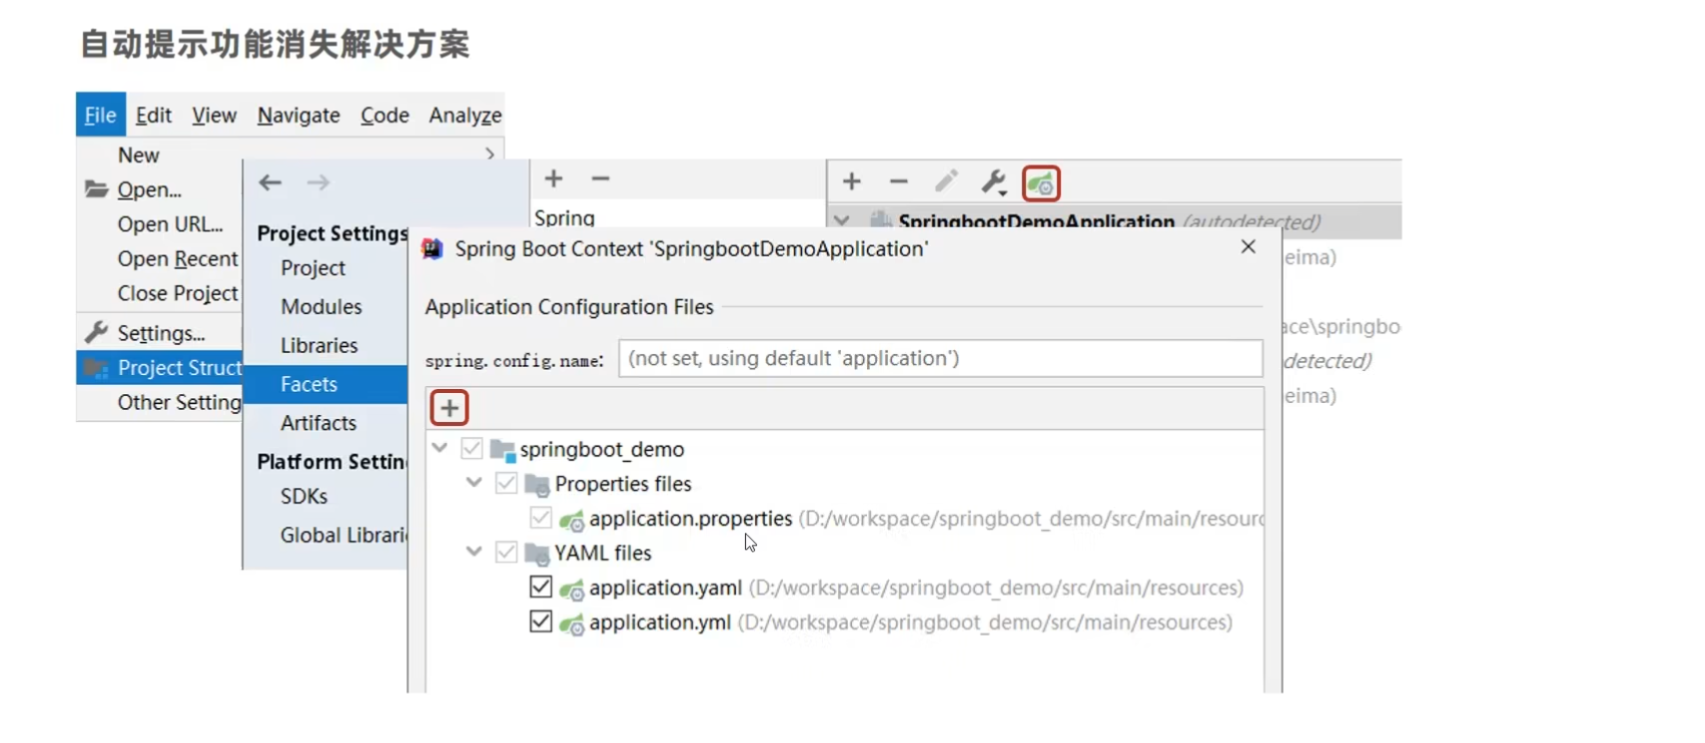 自动提示功能消失解决方案
File Edit View Navigate Code Analyze
New
Open...
Open URL...
Open Recent
Close Project
Settings...
Project Struct
Other Setting
Project Settings
Project
Modules
Libraries
Facets
Artifacts
Platform Settin
SDKs
Global Librari
Spring
SpringbootDemoApplication (autodetected)
eima)
ace\springbo
detected)
eima)
Spring Boot Context 'SpringbootDemoApplication'
Application Configuration Files
spring.config.name: (not set, using default 'application')
springboot_demo
Properties files
application.properties (D:/workspace/springboot_demo/src/main/resourc
YAML files
application.yaml (D:/workspace/springboot_demo/src/main/resources)
application.yml (D:/workspace/springboot_demo/src/main/resources)